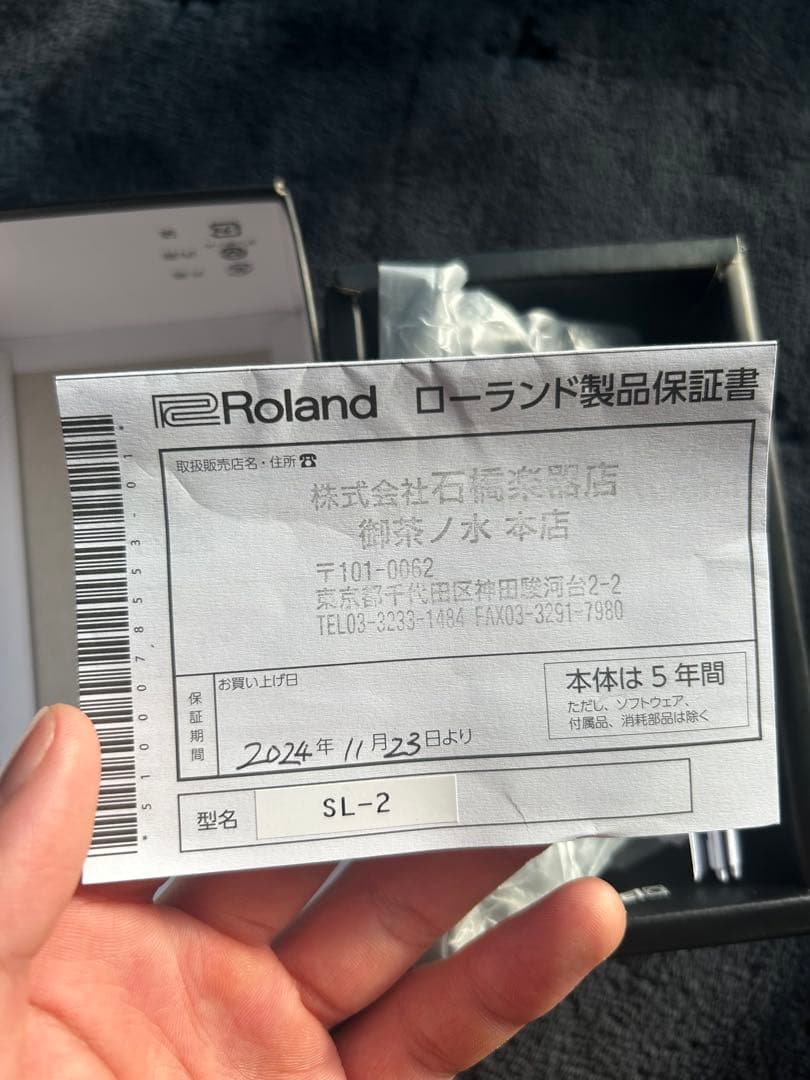 Roland ローランド製品保証書
取扱販売店名・住所☎
株式会社石橋楽器店
御茶ノ水 本店
〒101-0062
東京都千代田区神田駿河台2-2
TEL03-3233-1484 FAX03-3291-7980
保証期間
お買い上げ日
2024年 11月23日より
本体は5年間
ただし、ソフトウェア、
付属品、消耗部品は除く
型名 SL-2
*5100007,8553-01*